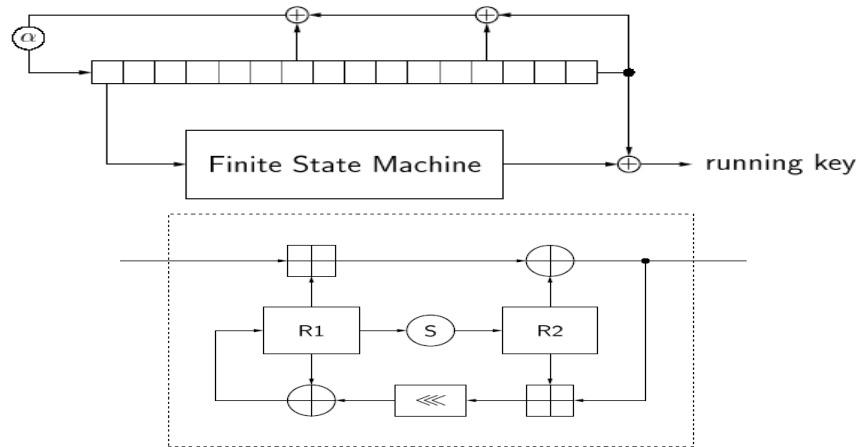 α
Finite State Machine
running key
R1
S
R2
<<<